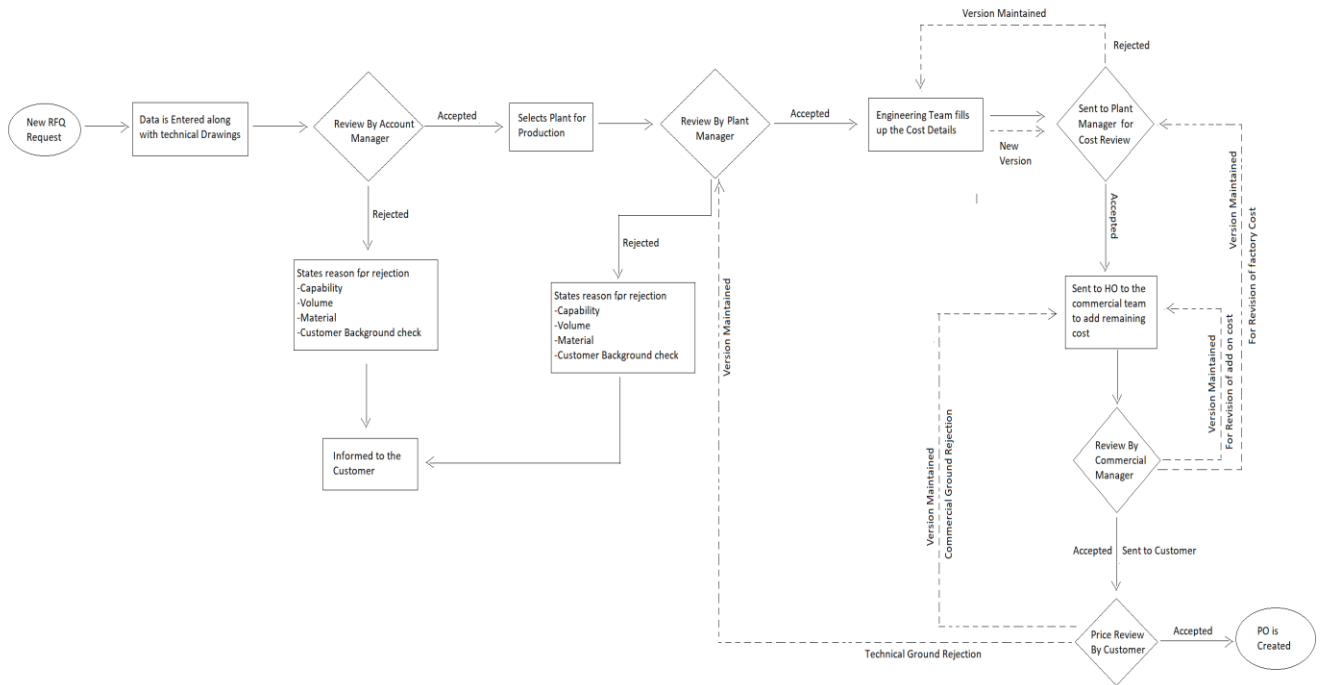 Version Maintained
Rejected
New RFQ
Request
Data is Entered along
with technical Drawings
Review By Account
Manager
Accepted
Selects Plant for
Production
Review By Plant
Manager
Accepted
Engineering Team fills
up the Cost Details
New
Version
Sent to Plant
Manager for
Cost Review
Rejected
States reason for rejection
-Capability
-Volume
-Material
-Customer Background check
Informed to the
Customer
Rejected
States reason for rejection
-Capability
-Volume
-Material
-Customer Background check
Version Maintained
Accepted
Version Maintained
For Revision of factory Cost
Sent to HO to the
commercial team
to add remaining
cost
Version Maintained
For Revision of add on cost
Review By
Commercial
Manager
Version Maintained
Commercial Ground Rejection
Accepted
Sent to Customer
Price Review
By Customer
Accepted
PO is
Created
Technical Ground Rejection